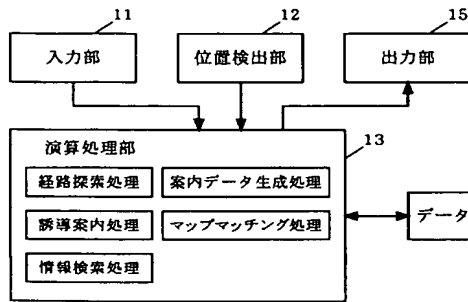 11
12
15
入力部
位置検出部
出力部
13
演算処理部
経路探索処理
案内データ生成処理
誘導案内処理
マップマッチング処理
データ
情報検索処理